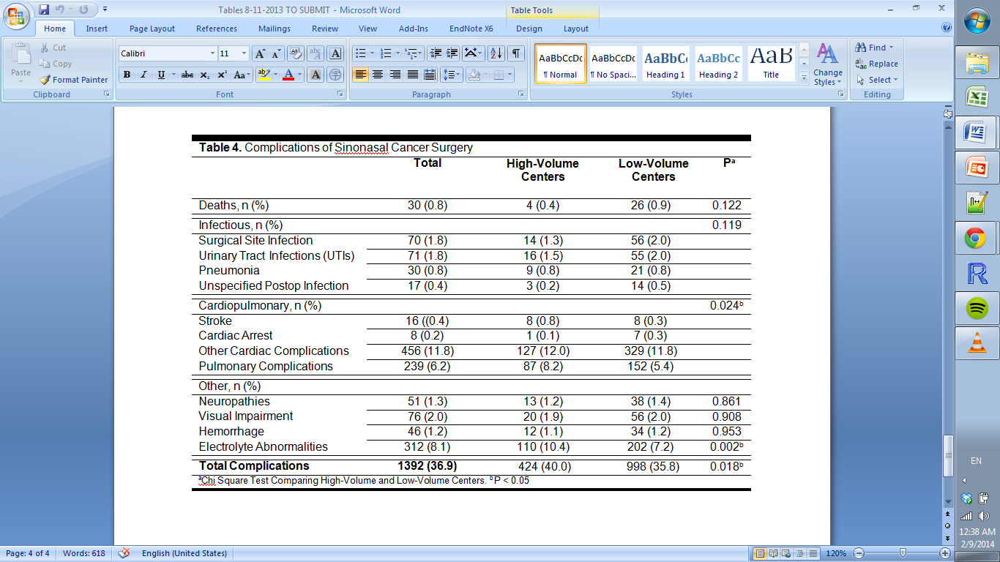 Tables 8-11-2013 TO SUBMIT - Microsoft Word
Table Tools
Home Insert Page Layout References Mailings Review View Add-Ins EndNote X6 Design Layout
Paste
Cut
Copy
Format Painter
Clipboard
Calibri 11
Font
Paragraph
AaBbCcDc AaBbCcDc AaBbC AaBbCc AaB
¶ Normal ¶ No Spaci... Heading 1 Heading 2 Title
Change Styles
Styles
Find
Replace
Select
Editing
Table 4. Complications of Sinonasal Cancer Surgery
Total High-Volume Centers Low-Volume Centers Pa
Deaths, n (%) 30 (0.8) 4 (0.4) 26 (0.9) 0.122
Infectious, n (%) 0.119
Surgical Site Infection 70 (1.8) 14 (1.3) 56 (2.0)
Urinary Tract Infections (UTIs) 71 (1.8) 16 (1.5) 55 (2.0)
Pneumonia 30 (0.8) 9 (0.8) 21 (0.8)
Unspecified Postop Infection 17 (0.4) 3 (0.2) 14 (0.5)
Cardiopulmonary, n (%) 0.024b
Stroke 16 ((0.4) 8 (0.8) 8 (0.3)
Cardiac Arrest 8 (0.2) 1 (0.1) 7 (0.3)
Other Cardiac Complications 456 (11.8) 127 (12.0) 329 (11.8)
Pulmonary Complications 239 (6.2) 87 (8.2) 152 (5.4)
Other, n (%)
Neuropathies 51 (1.3) 13 (1.2) 38 (1.4) 0.861
Visual Impairment 76 (2.0) 20 (1.9) 56 (2.0) 0.908
Hemorrhage 46 (1.2) 12 (1.1) 34 (1.2) 0.953
Electrolyte Abnormalities 312 (8.1) 110 (10.4) 202 (7.2) 0.002b
Total Complications 1392 (36.9) 424 (40.0) 998 (35.8) 0.018b
aChi Square Test Comparing High-Volume and Low-Volume Centers. bP < 0.05
Page: 4 of 4 Words: 618 English (United States) 120%
EN
12:38 AM
2/9/2014